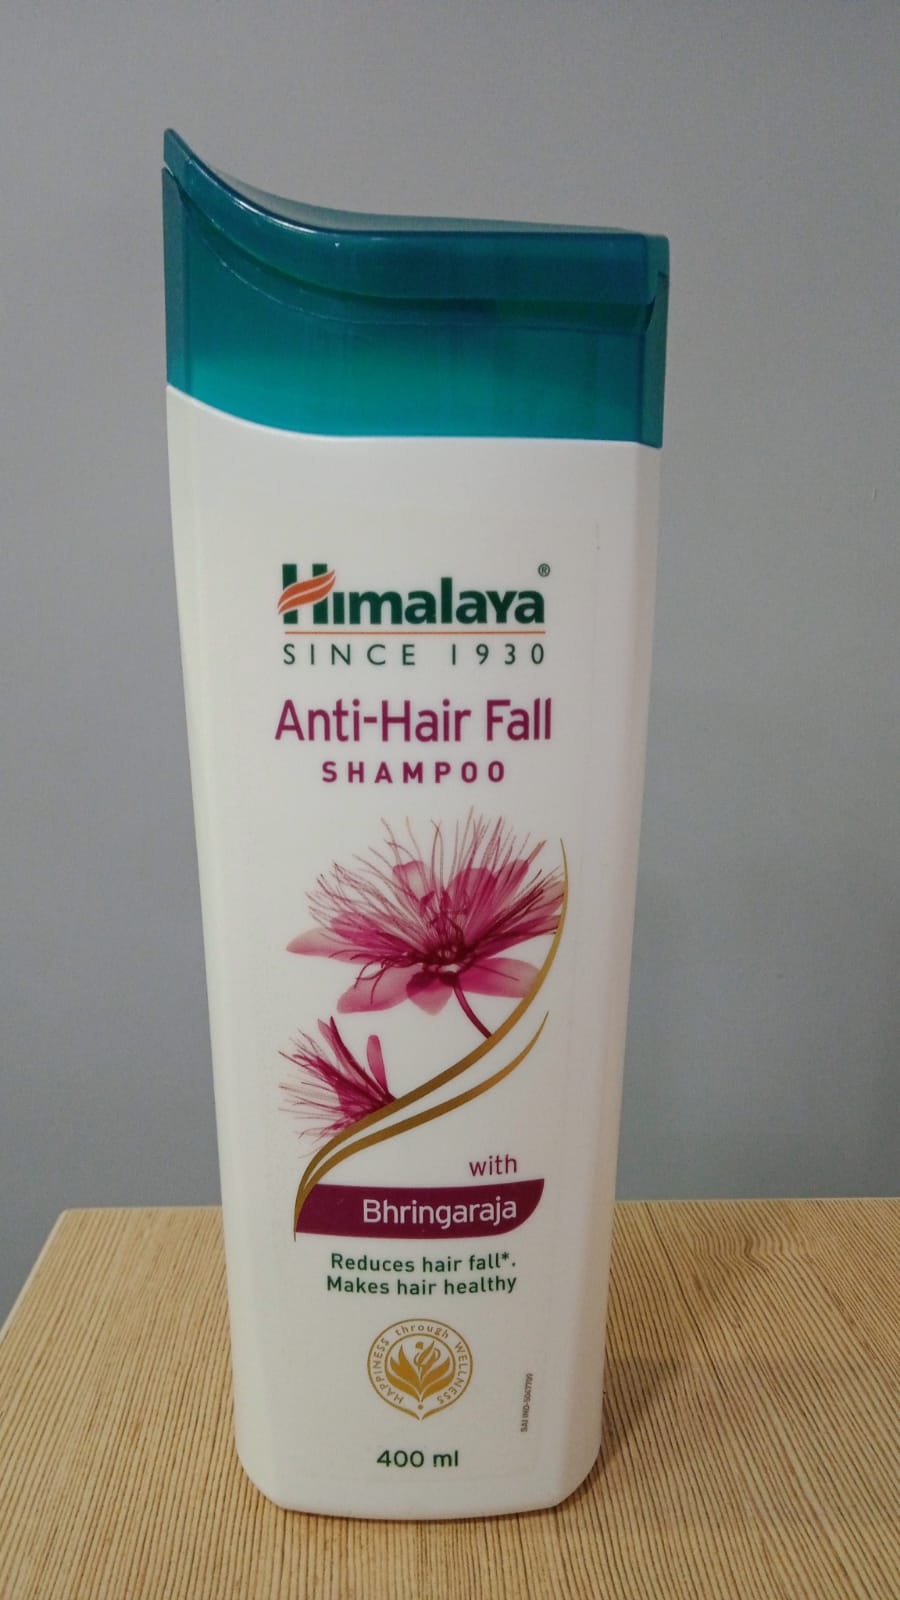 Himalaya®
SINCE 1930
Anti-Hair Fall
SHAMPOO
with
Bhringaraja
Reduces hair fall*.
Makes hair healthy
HAPPINESS through WELLNESS
400 ml